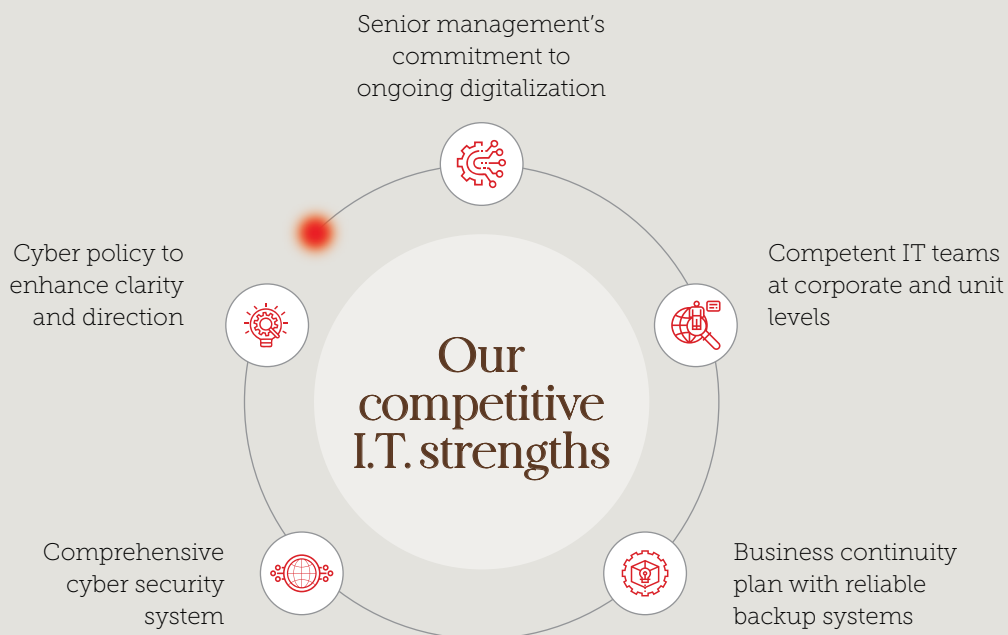 Senior management's
commitment to
ongoing digitalization
Cyber policy to
enhance clarity
and direction
Competent IT teams
at corporate and unit
levels
Our
competitive
I.T. strengths
Comprehensive
cyber security
system
Business continuity
plan with reliable
backup systems